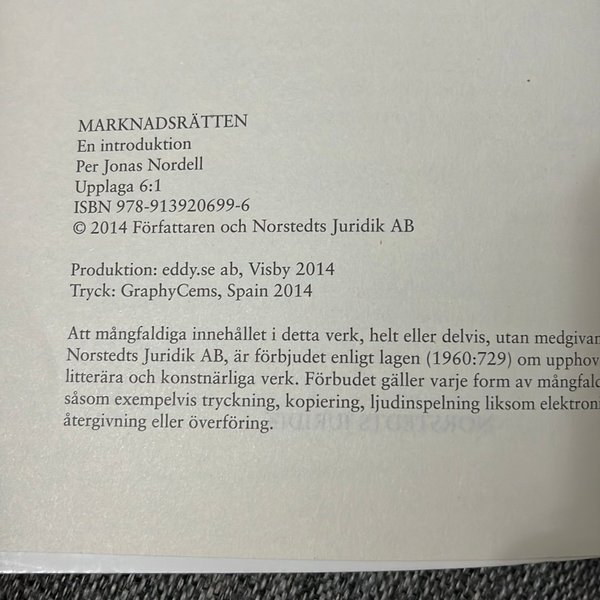 MARKNADSRÄTTEN
En introduktion
Per Jonas Nordell
Upplaga 6:1
ISBN 978-913920699-6
© 2014 Författaren och Norstedts Juridik AB
Produktion: eddy.se ab, Visby 2014
Tryck: GraphyCems, Spain 2014
Att mångfaldiga innehållet i detta verk, helt eller delvis, utan medgivan
Norstedts Juridik AB, är förbjudet enligt lagen (1960:729) om upphov
litterära och konstnärliga verk. Förbudet gäller varje form av mångfald
såsom exempelvis tryckning, kopiering, ljudinspelning liksom elektroni
återgivning eller överföring.